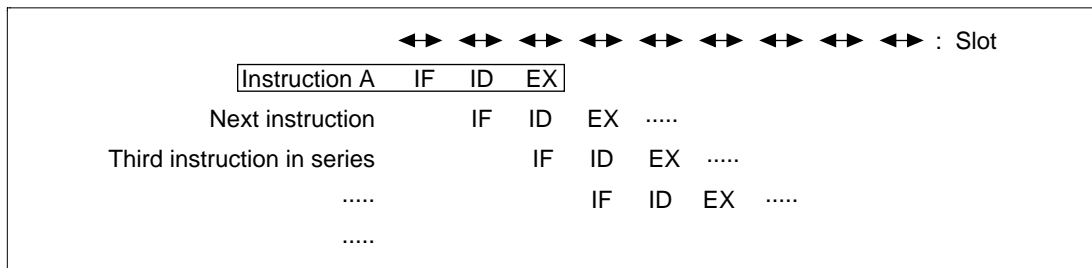 : Slot
Instruction A IF ID EX
Next instruction IF ID EX .....
Third instruction in series IF ID EX .....
..... IF ID EX .....
.....